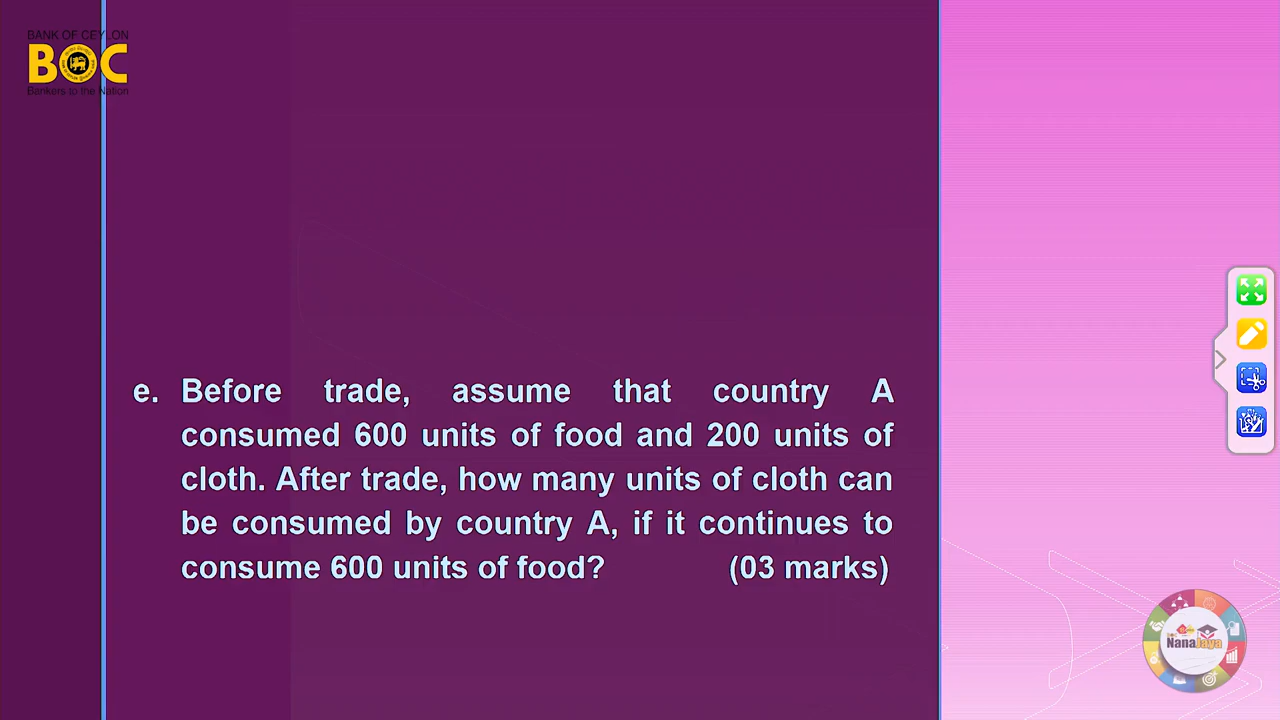 BANK OF CEYLON
BOC
Bankers to the Nation
e. Before trade, assume that country A
consumed 600 units of food and 200 units of
cloth. After trade, how many units of cloth can
be consumed by country A, if it continues to
consume 600 units of food? (03 marks)
NanaJaya